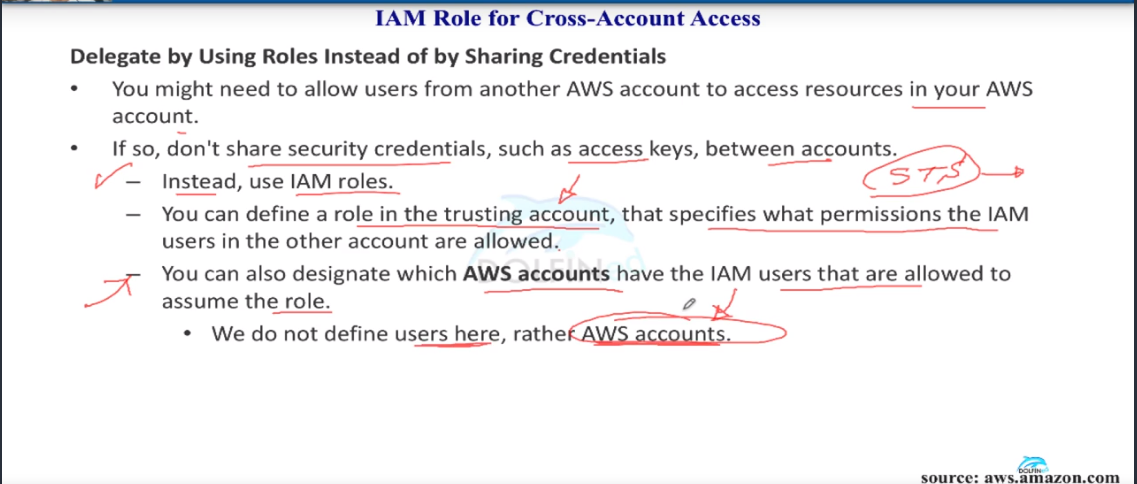 IAM Role for Cross-Account Access
Delegate by Using Roles Instead of by Sharing Credentials
• You might need to allow users from another AWS account to access resources in your AWS
account.
• If so, don't share security credentials, such as access keys, between accounts.
STS
– Instead, use IAM roles.
– You can define a role in the trusting account, that specifies what permissions the IAM
users in the other account are allowed.
– You can also designate which AWS accounts have the IAM users that are allowed to
assume the role.
• We do not define users here, rather AWS accounts.
DOLFINED
DOLFINED
source: aws.amazon.com